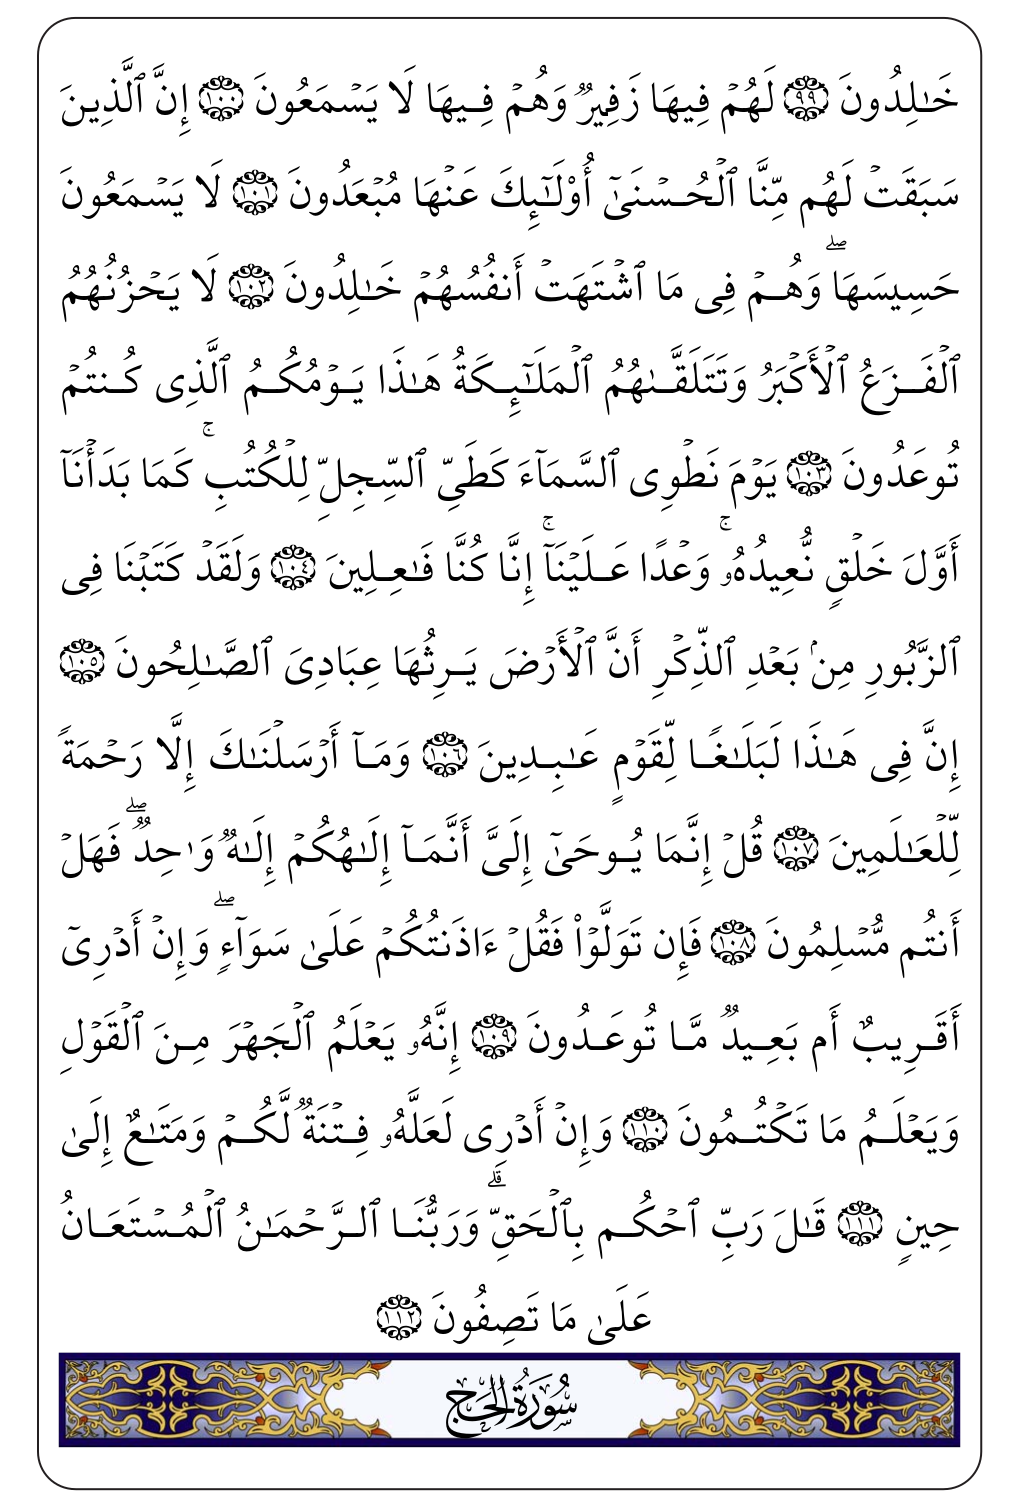 خَـٰلِدُونَ ۝٩٩ لَهُمۡ فِيهَا زَفِيرٌۭ وَهُمۡ فِيهَا لَا يَسۡمَعُونَ ۝١٠٠ إِنَّ ٱلَّذِينَ
سَبَقَتۡ لَهُم مِّنَّا ٱلۡحُسۡنَىٰٓ أُو۟لَـٰٓئِكَ عَنۡهَا مُبۡعَدُونَ ۝١٠١ لَا يَسۡمَعُونَ
حَسِيسَهَاۖ وَهُمۡ فِى مَا ٱشۡتَهَتۡ أَنفُسُهُمۡ خَـٰلِدُونَ ۝١٠٢ لَا يَحۡزُنُهُمُ
ٱلۡفَزَعُ ٱلۡأَكۡبَرُ وَتَتَلَقَّىٰهُمُ ٱلۡمَلَـٰٓئِكَةُ هَـٰذَا يَوۡمُكُمُ ٱلَّذِى كُنتُمۡ
تُوعَدُونَ ۝١٠٣ يَوۡمَ نَطۡوِى ٱلسَّمَآءَ كَطَىِّ ٱلسِّجِلِّ لِلۡكُتُبِۚ كَمَا بَدَأۡنَآ
أَوَّلَ خَلۡقٍۢ نُّعِيدُهُۥۚ وَعۡدًا عَلَيۡنَآۚ إِنَّا كُنَّا فَـٰعِلِينَ ۝١٠٤ وَلَقَدۡ كَتَبۡنَا فِى
ٱلزَّبُورِ مِنۢ بَعۡدِ ٱلذِّكۡرِ أَنَّ ٱلۡأَرۡضَ يَرِثُهَا عِبَادِىَ ٱلصَّـٰلِحُونَ ۝١٠٥
إِنَّ فِى هَـٰذَا لَبَلَـٰغًۭا لِّقَوۡمٍ عَـٰبِدِينَ ۝١٠٦ وَمَآ أَرۡسَلۡنَـٰكَ إِلَّا رَحۡمَةًۭ
لِّلۡعَـٰلَمِينَ ۝١٠٧ قُلۡ إِنَّمَا يُوحَىٰٓ إِلَىَّ أَنَّمَآ إِلَـٰهُكُمۡ إِلَـٰهٌۭ وَٰحِدٌۭۖ فَهَلۡ
أَنتُم مُّسۡلِمُونَ ۝١٠٨ فَإِن تَوَلَّوۡا۟ فَقُلۡ ءَاذَنتُكُمۡ عَلَىٰ سَوَآءٍۢۖ وَإِنۡ أَدۡرِىٓ
أَقَرِيبٌ أَم بَعِيدٌۭ مَّا تُوعَدُونَ ۝١٠٩ إِنَّهُۥ يَعۡلَمُ ٱلۡجَهۡرَ مِنَ ٱلۡقَوۡلِ
وَيَعۡلَمُ مَا تَكۡتُمُونَ ۝١١٠ وَإِنۡ أَدۡرِى لَعَلَّهُۥ فِتۡنَةٌۭ لَّكُمۡ وَمَتَـٰعٌ إِلَىٰ
حِينٍۢ ۝١١١ قَـٰلَ رَبِّ ٱحۡكُم بِٱلۡحَقِّۗ وَرَبُّنَا ٱلرَّحۡمَـٰنُ ٱلۡمُسۡتَعَانُ
عَلَىٰ مَا تَصِفُونَ ۝١١٢
سُورَةُ الحج